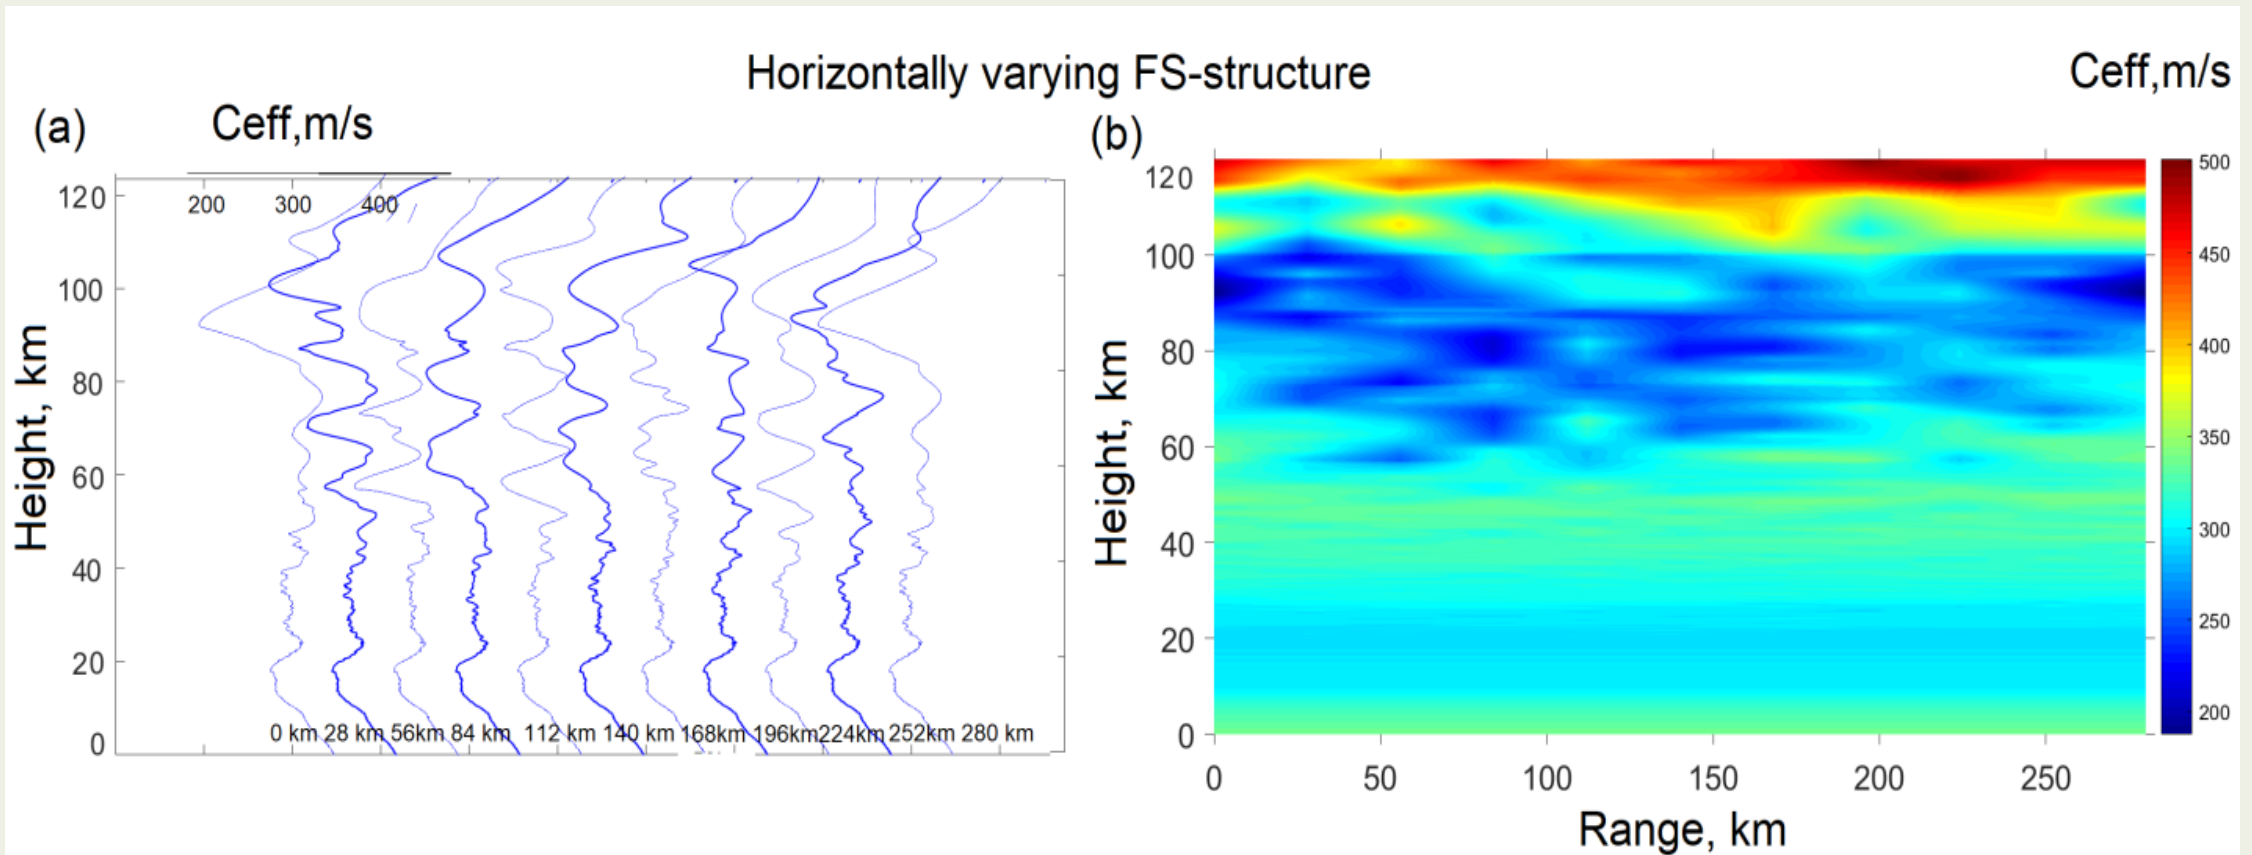 Horizontally varying FS-structure
Ceff,m/s
(a)
Ceff,m/s
(b)
200 300 400
120
100
80
60
40
20
0
Height, km
0 km 28 km 56km 84 km 112 km 140 km 168km 196km 224km 252km 280 km
120
100
80
60
40
20
0
Height, km
0 50 100 150 200 250
Range, km
500
450
400
350
300
250
200